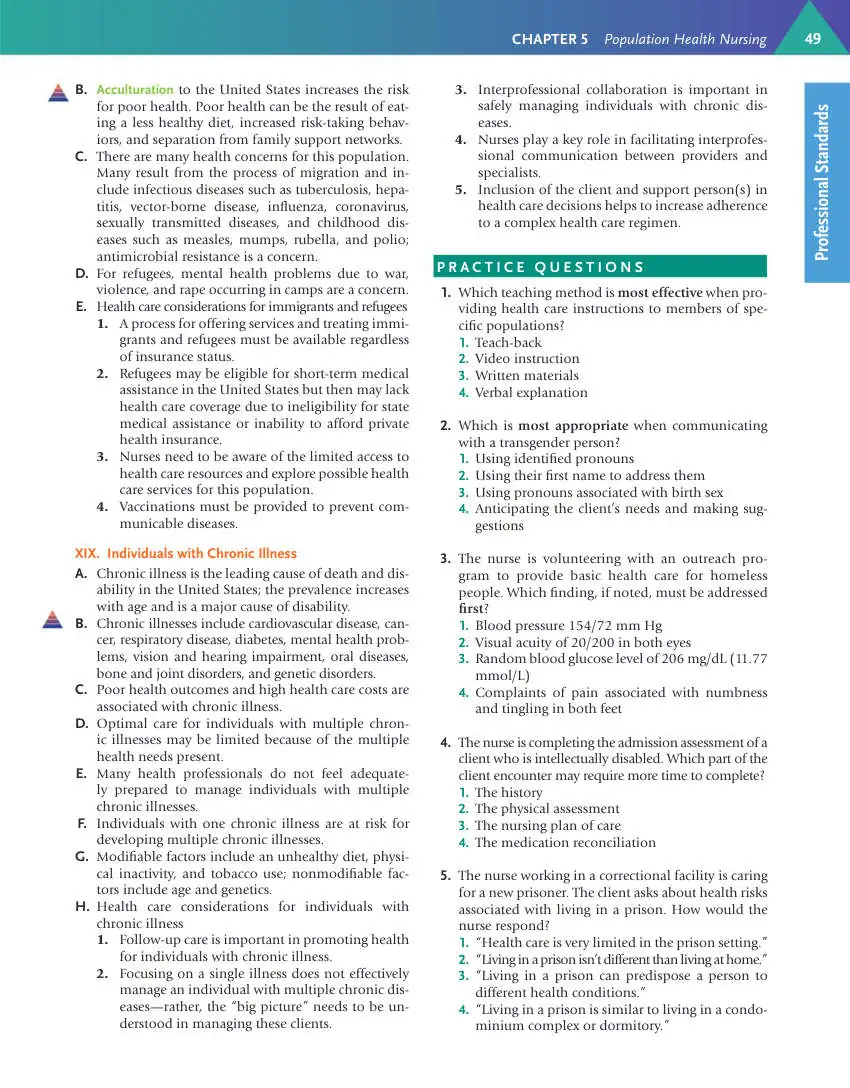 CHAPTER 5 Population Health Nursing 49
B. Acculturation to the United States increases the risk
for poor health. Poor health can be the result of eat-
ing a less healthy diet, increased risk-taking behav-
iors, and separation from family support networks.
C. There are many health concerns for this population.
Many result from the process of migration and in-
clude infectious diseases such as tuberculosis, hepa-
titis, vector-borne disease, influenza, coronavirus,
sexually transmitted diseases, and childhood dis-
eases such as measles, mumps, rubella, and polio;
antimicrobial resistance is a concern.
D. For refugees, mental health problems due to war,
violence, and rape occurring in camps are a concern.
E. Health care considerations for immigrants and refugees
1. A process for offering services and treating immi-
grants and refugees must be available regardless
of insurance status.
2. Refugees may be eligible for short-term medical
assistance in the United States but then may lack
health care coverage due to ineligibility for state
medical assistance or inability to afford private
health insurance.
3. Nurses need to be aware of the limited access to
health care resources and explore possible health
care services for this population.
4. Vaccinations must be provided to prevent com-
municable diseases.
XIX. Individuals with Chronic Illness
A. Chronic illness is the leading cause of death and dis-
ability in the United States; the prevalence increases
with age and is a major cause of disability.
B. Chronic illnesses include cardiovascular disease, can-
cer, respiratory disease, diabetes, mental health prob-
lems, vision and hearing impairment, oral diseases,
bone and joint disorders, and genetic disorders.
C. Poor health outcomes and high health care costs are
associated with chronic illness.
D. Optimal care for individuals with multiple chron-
ic illnesses may be limited because of the multiple
health needs present.
E. Many health professionals do not feel adequate-
ly prepared to manage individuals with multiple
chronic illnesses.
F. Individuals with one chronic illness are at risk for
developing multiple chronic illnesses.
G. Modifiable factors include an unhealthy diet, physi-
cal inactivity, and tobacco use; nonmodifiable fac-
tors include age and genetics.
H. Health care considerations for individuals with
chronic illness
1. Follow-up care is important in promoting health
for individuals with chronic illness.
2. Focusing on a single illness does not effectively
manage an individual with multiple chronic dis-
eases—rather, the “big picture” needs to be un-
derstood in managing these clients.
3. Interprofessional collaboration is important in
safely managing individuals with chronic dis-
eases.
4. Nurses play a key role in facilitating interprofes-
sional communication between providers and
specialists.
5. Inclusion of the client and support person(s) in
health care decisions helps to increase adherence
to a complex health care regimen.
PRACTICE QUESTIONS
1. Which teaching method is most effective when pro-
viding health care instructions to members of spe-
cific populations?
1. Teach-back
2. Video instruction
3. Written materials
4. Verbal explanation
2. Which is most appropriate when communicating
with a transgender person?
1. Using identified pronouns
2. Using their first name to address them
3. Using pronouns associated with birth sex
4. Anticipating the client’s needs and making sug-
gestions
3. The nurse is volunteering with an outreach pro-
gram to provide basic health care for homeless
people. Which finding, if noted, must be addressed
first?
1. Blood pressure 154/72 mm Hg
2. Visual acuity of 20/200 in both eyes
3. Random blood glucose level of 206 mg/dL (11.77
mmol/L)
4. Complaints of pain associated with numbness
and tingling in both feet
4. The nurse is completing the admission assessment of a
client who is intellectually disabled. Which part of the
client encounter may require more time to complete?
1. The history
2. The physical assessment
3. The nursing plan of care
4. The medication reconciliation
5. The nurse working in a correctional facility is caring
for a new prisoner. The client asks about health risks
associated with living in a prison. How would the
nurse respond?
1. “Health care is very limited in the prison setting.”
2. “Living in a prison isn’t different than living at home.”
3. “Living in a prison can predispose a person to
different health conditions.”
4. “Living in a prison is similar to living in a condo-
minium complex or dormitory.”
Professional Standards